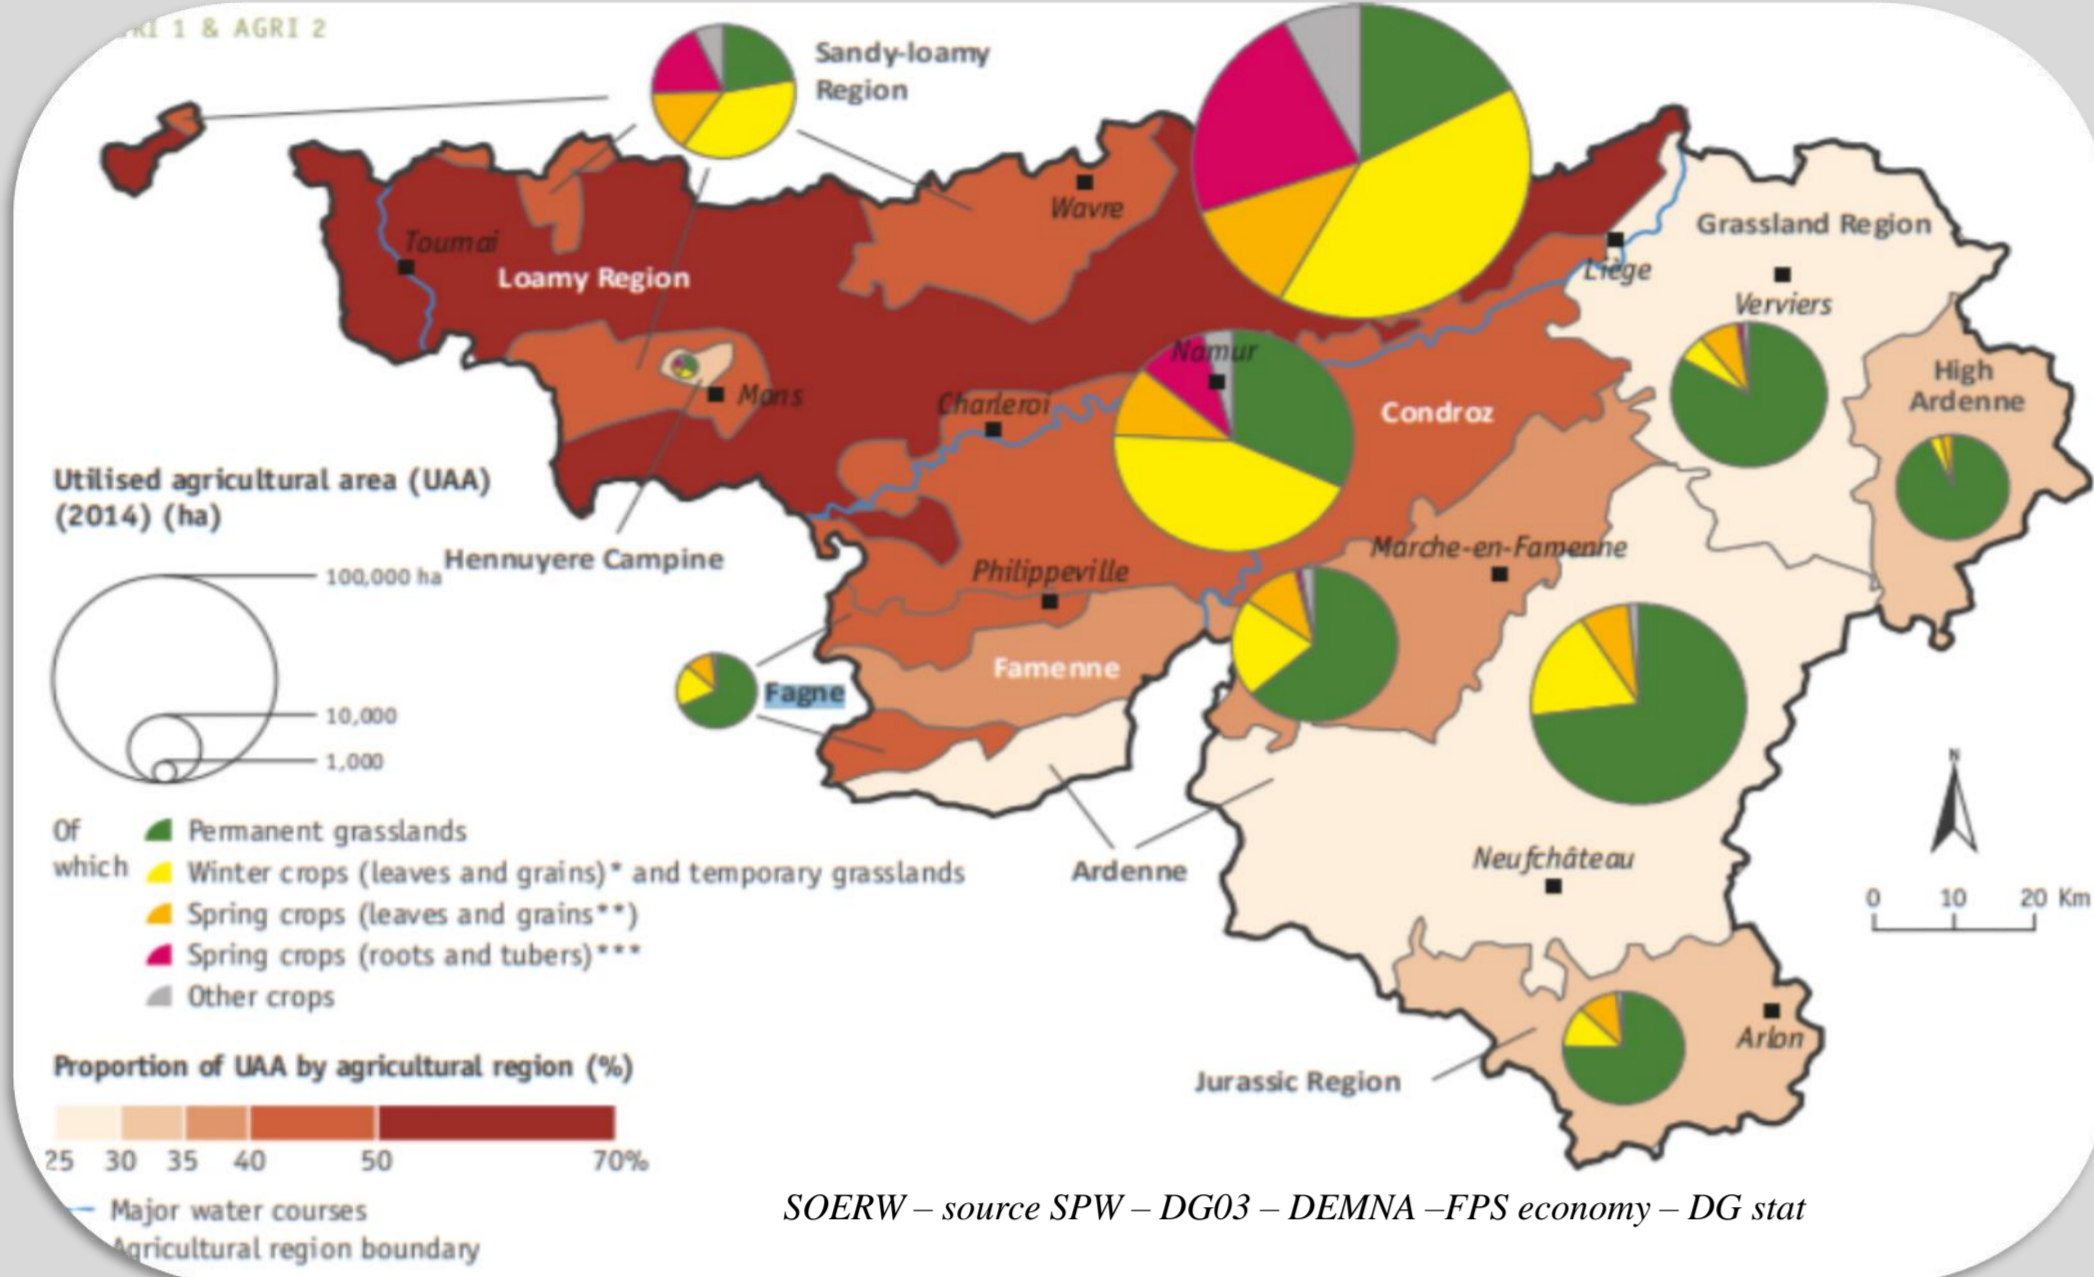 RI 1 & AGRI 2
Sandy-loamy
Region
Wavre
Tournai
Loamy Region
Grassland Region
Liège
Verviers
High
Ardenne
Namur
Mons
Charleroi
Condroz
Utilised agricultural area (UAA)
(2014) (ha)
100,000 ha
10,000
1,000
Hennuyere Campine
Marche-en-Famenne
Philippeville
Famenne
Fagne
N
Of
which
Permanent grasslands
Winter crops (leaves and grains)* and temporary grasslands
Spring crops (leaves and grains**)
Spring crops (roots and tubers)***
Other crops
Ardenne
Neufchâteau
0 10 20 Km
Arlon
Jurassic Region
Proportion of UAA by agricultural region (%)
25 30 35 40 50 70%
Major water courses
Agricultural region boundary
SOERW – source SPW – DG03 – DEMNA –FPS economy – DG stat